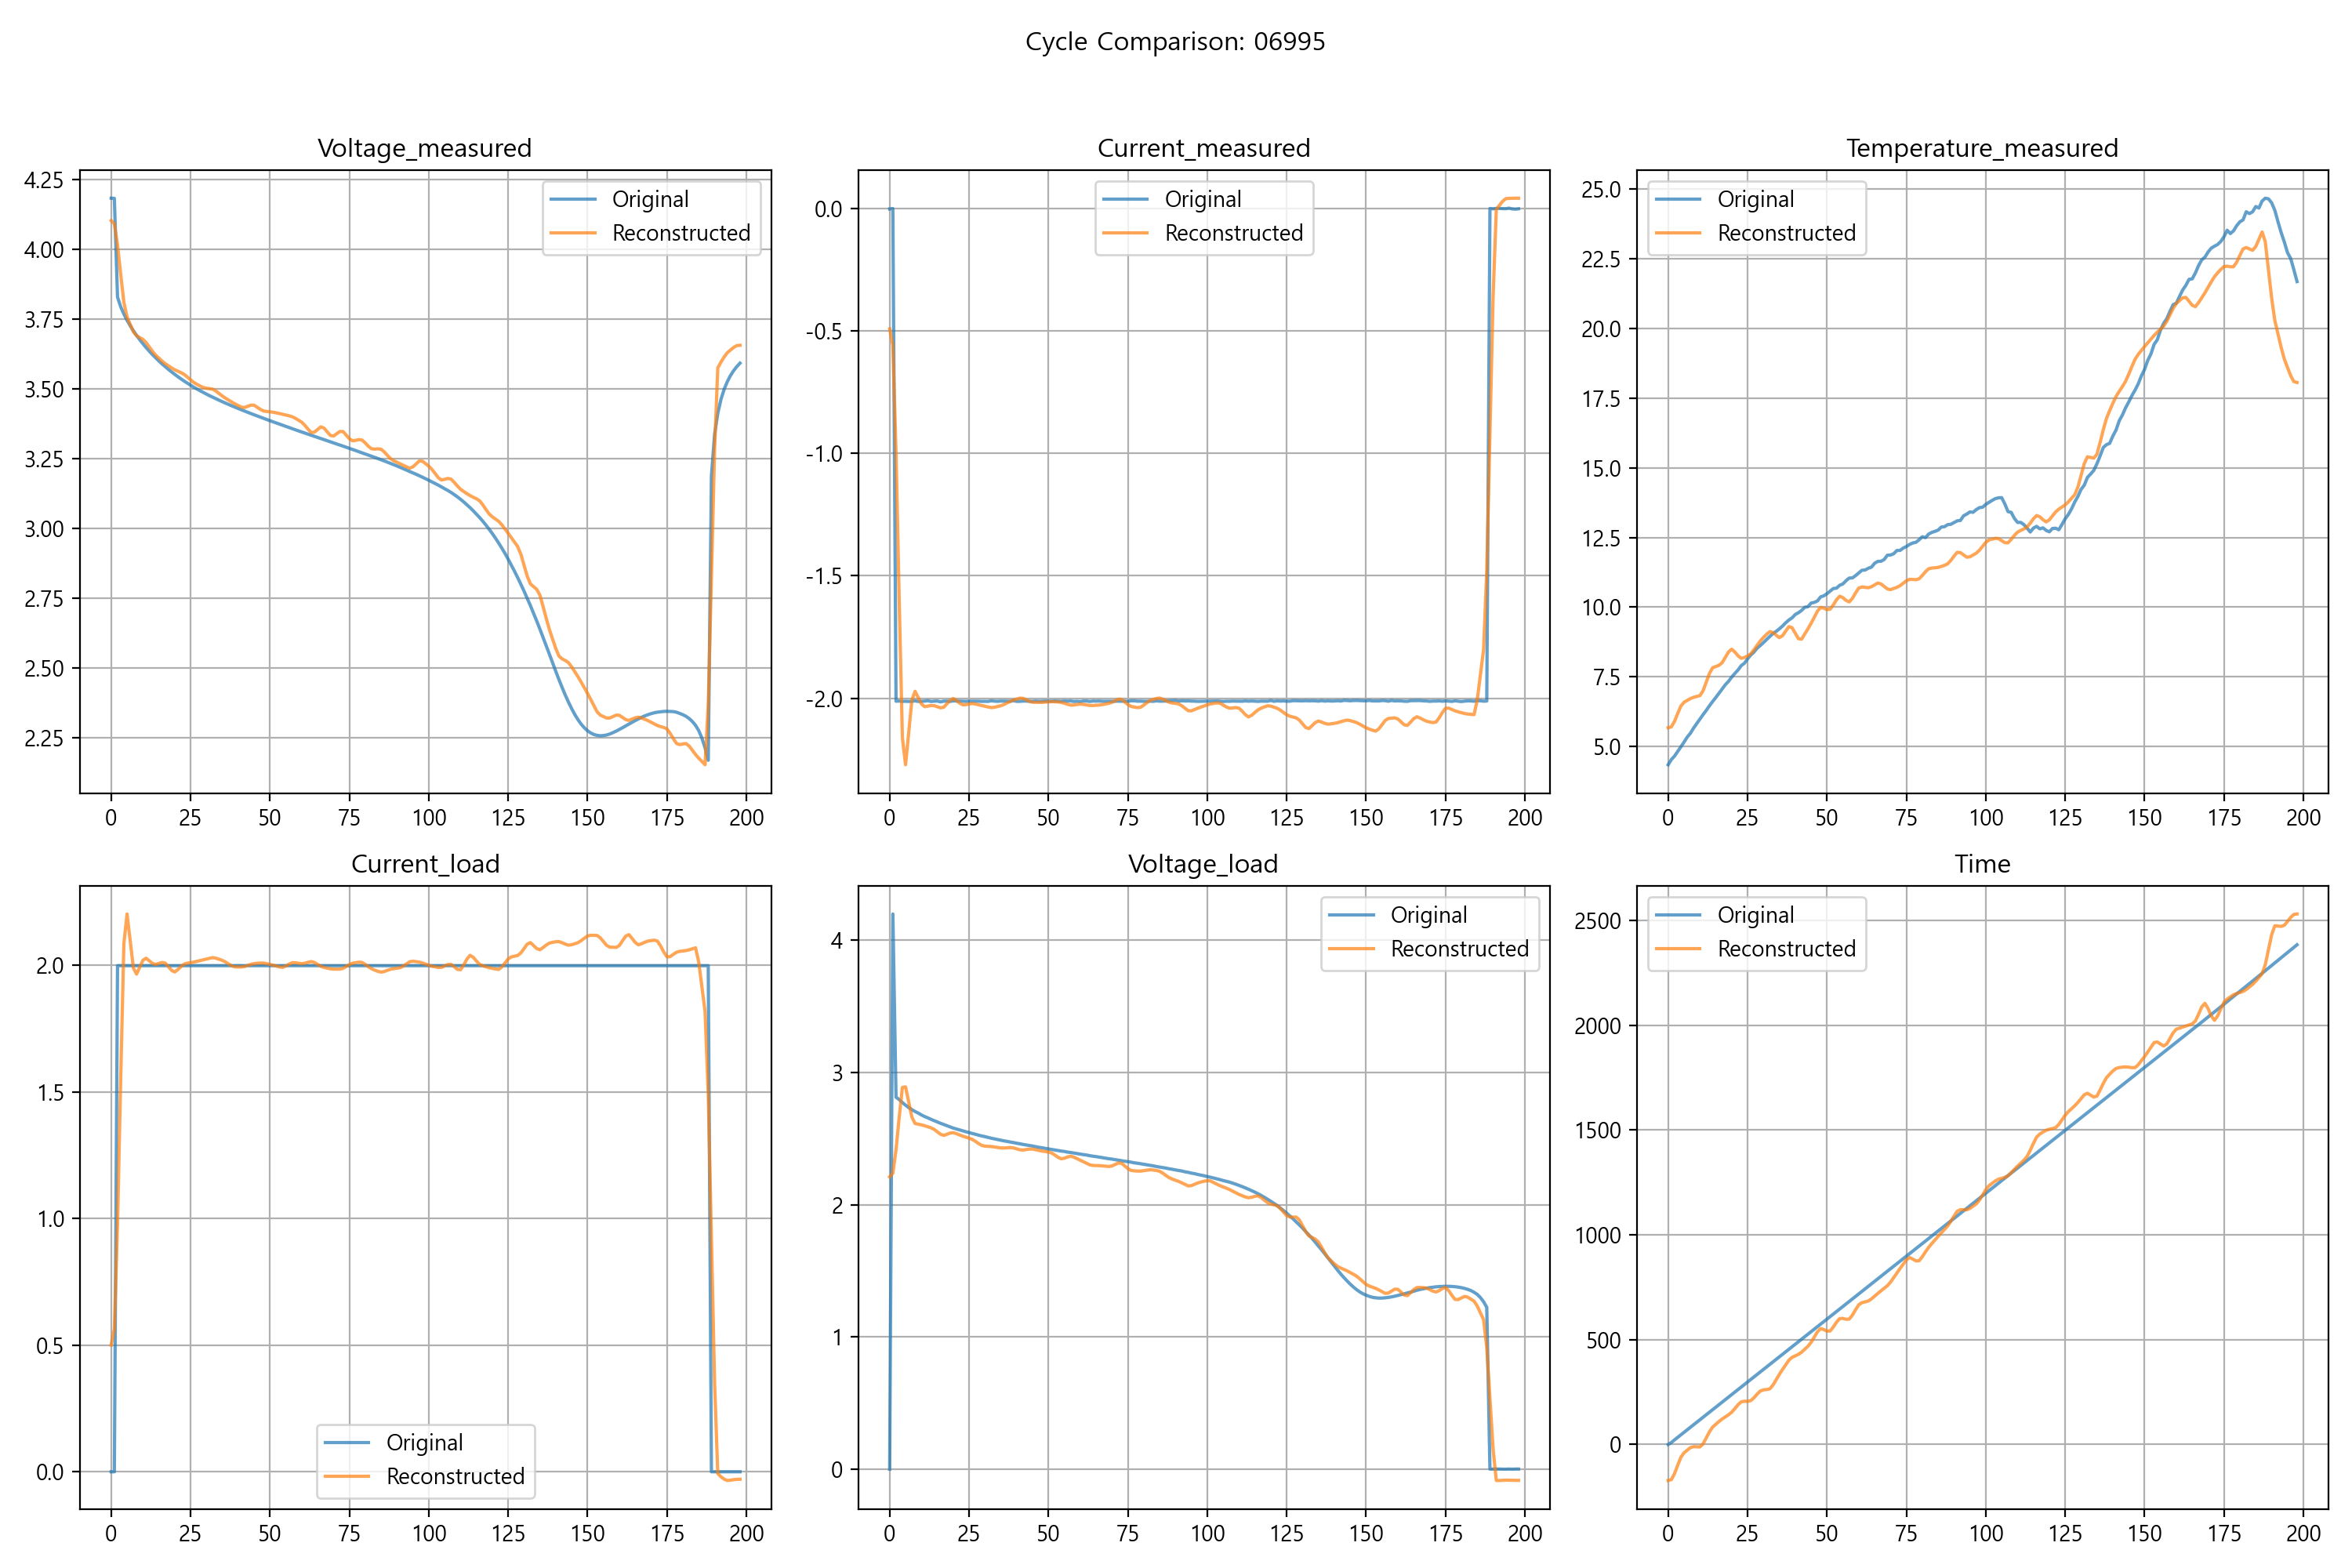 Cycle Comparison: 06995
Voltage_measured
4.25
4.00
3.75
3.50
3.25
3.00
2.75
2.50
2.25
0 25 50 75 100 125 150 175 200
Original
Reconstructed
Current_measured
0.0
-0.5
-1.0
-1.5
-2.0
0 25 50 75 100 125 150 175 200
Original
Reconstructed
Temperature_measured
25.0
22.5
20.0
17.5
15.0
12.5
10.0
7.5
5.0
0 25 50 75 100 125 150 175 200
Original
Reconstructed
Current_load
2.0
1.5
1.0
0.5
0.0
0 25 50 75 100 125 150 175 200
Original
Reconstructed
Voltage_load
4
3
2
1
0
0 25 50 75 100 125 150 175 200
Original
Reconstructed
Time
2500
2000
1500
1000
500
0
0 25 50 75 100 125 150 175 200
Original
Reconstructed